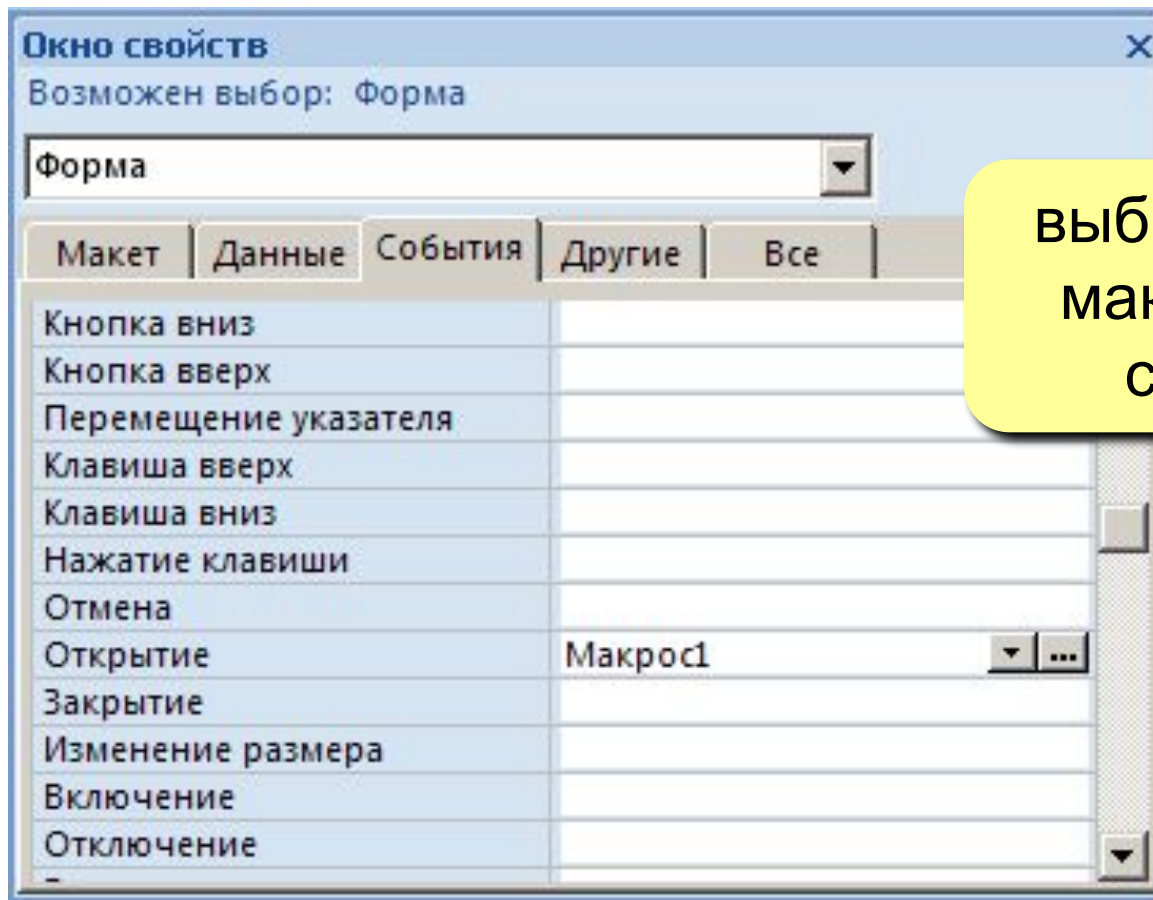 Окно свойств
Возможен выбор: Форма
Форма
Макет Данные События Другие Все
Кнопка вниз
Кнопка вверх
Перемещение указателя
Клавиша вверх
Клавиша вниз
Нажатие клавиши
Отмена
Открытие Макрос1 ...
Закрытие
Изменение размера
Включение
Отключение